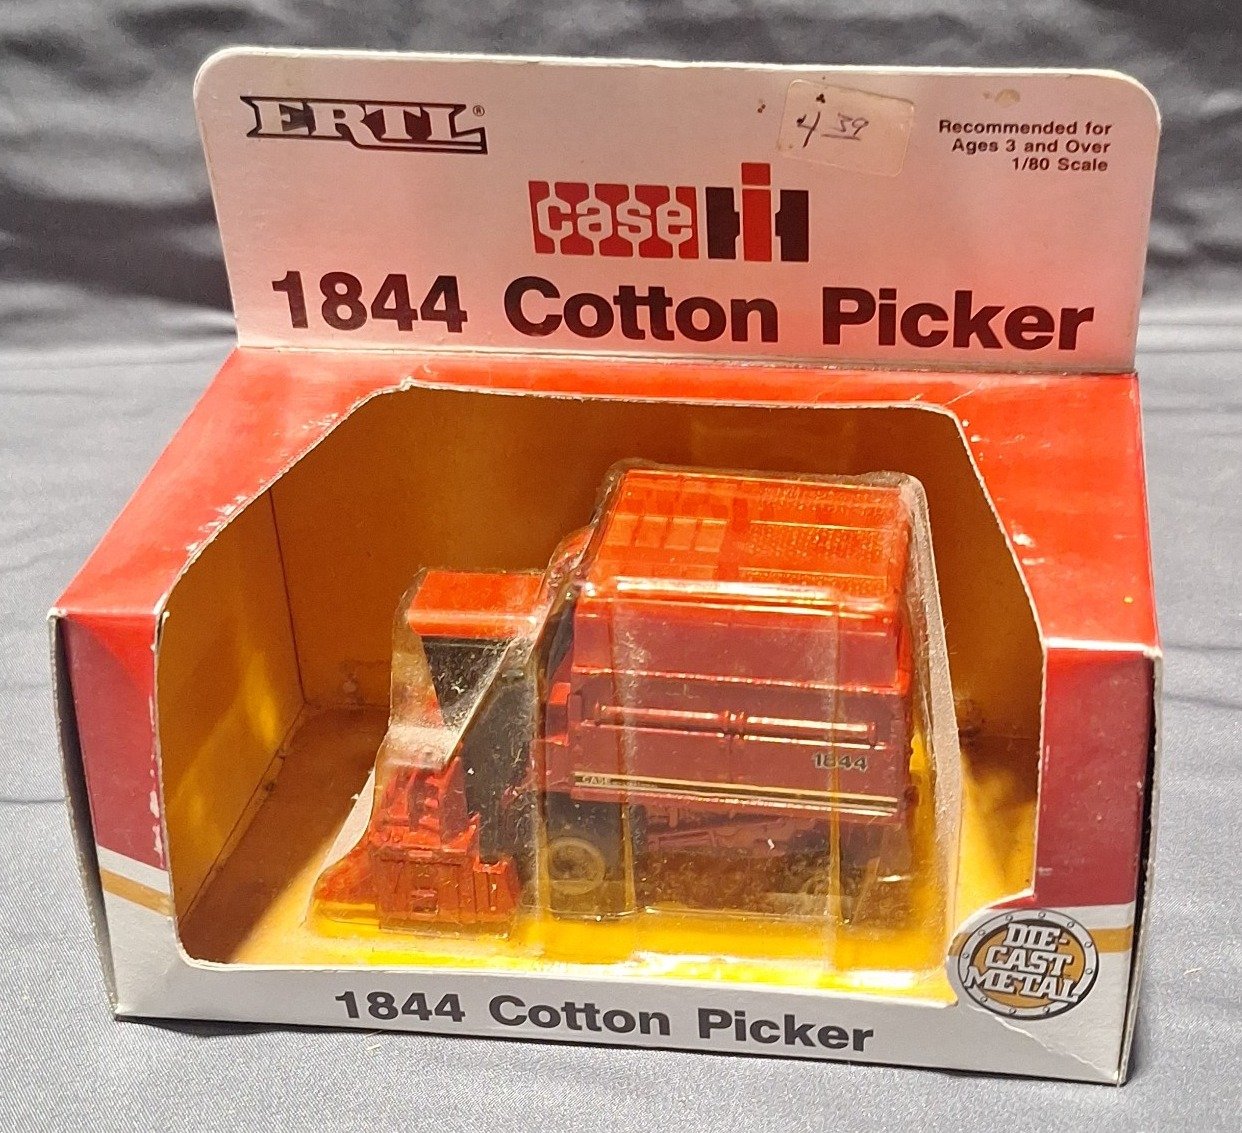 ERTL®
4 39
Recommended for
Ages 3 and Over
1/80 Scale
case IH
1844 Cotton Picker
1844
CASE
DIE-
CAST
METAL
1844 Cotton Picker